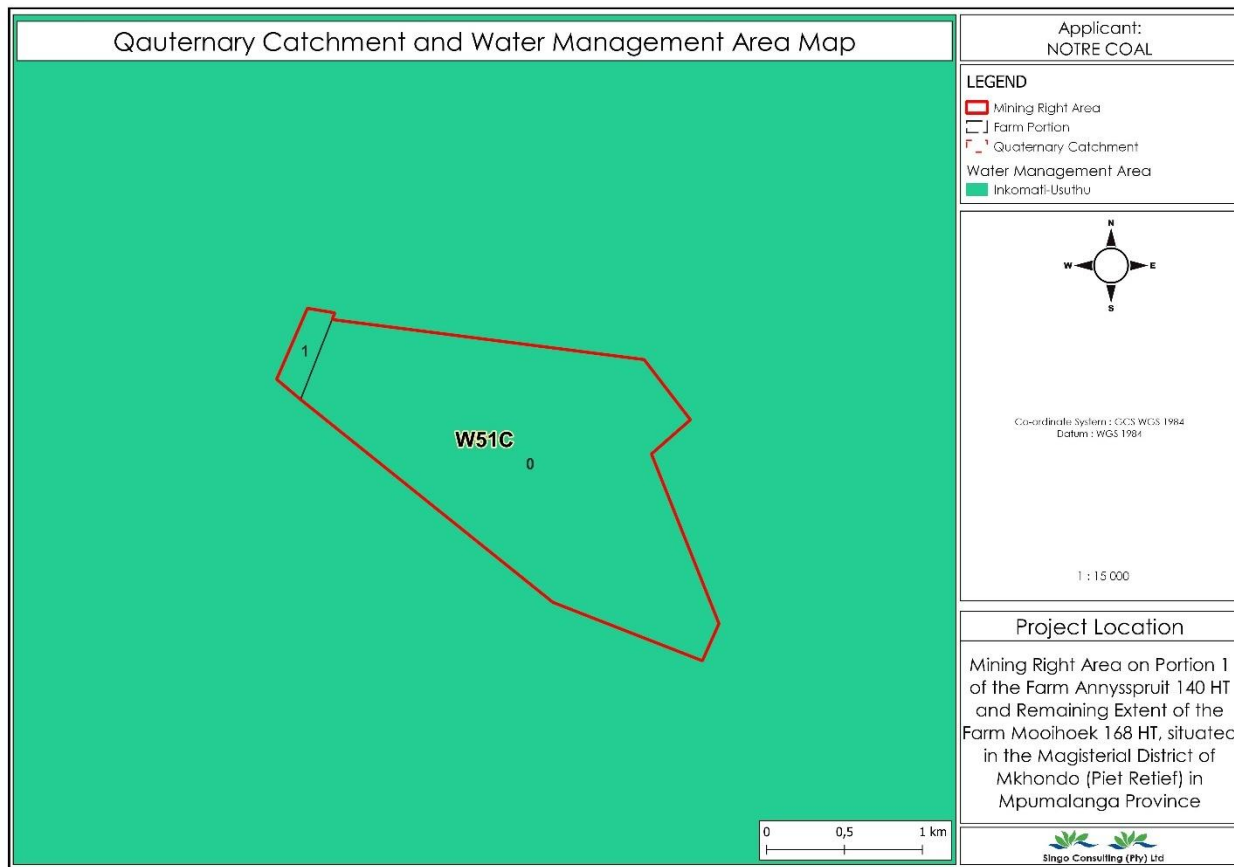 Qauternary Catchment and Water Management Area Map
1
W51C
0
0 0,5 1 km
Applicant:
NOTRE COAL
LEGEND
Mining Right Area
Farm Portion
Quaternary Catchment
Water Management Area
Inkomati-Usuthu
N
W E
S
Co-ordinate System : GCS WGS 1984
Datum : WGS 1984
1 : 15 000
Project Location
Mining Right Area on Portion 1
of the Farm Annysspruit 140 HT
and Remaining Extent of the
Farm Mooihoek 168 HT, situated
in the Magisterial District of
Mkhondo (Piet Retief) in
Mpumalanga Province
Singo Consulting (Pty) Ltd